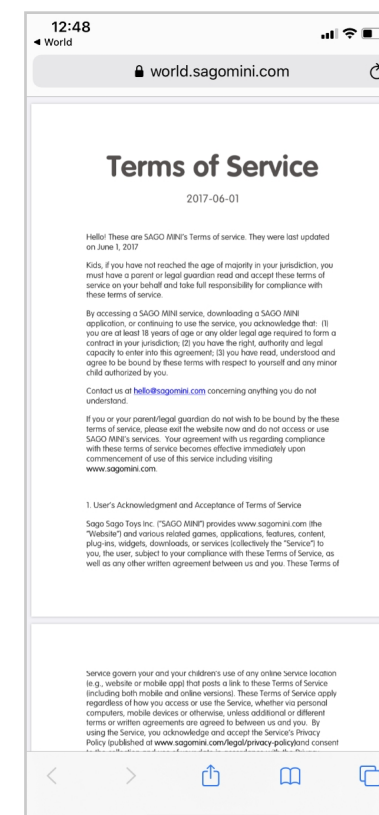 12:48
◀ World
world.sagomini.com
Terms of Service
2017-06-01
Hello! These are SAGO MINI's Terms of service. They were last updated
on June 1, 2017
Kids, if you have not reached the age of majority in your jurisdiction, you
must have a parent or legal guardian read and accept these terms of
service on your behalf and take full responsibility for compliance with
these terms of service.
By accessing a SAGO MINI service, downloading a SAGO MINI
application, or continuing to use the service, you acknowledge that: (1)
you are at least 18 years of age or any older legal age required to form a
contract in your jurisdiction; (2) you have the right, authority and legal
capacity to enter into this agreement; (3) you have read, understood and
agree to be bound by these terms with respect to yourself and any minor
child authorized by you.
Contact us at hello@sagomini.com concerning anything you do not
understand.
If you or your parent/legal guardian do not wish to be bound by the these
terms of service, please exit the website now and do not access or use
SAGO MINI's services. Your agreement with us regarding compliance
with these terms of service becomes effective immediately upon
commencement of use of this service including visiting
www.sagomini.com.
1. User's Acknowledgment and Acceptance of Terms of Service
Sago Sago Toys Inc. ("SAGO MINI") provides www.sagomini.com (the
"Website") and various related games, applications, features, content,
plug-ins, widgets, downloads, or services (collectively the "Service") to
you, the user, subject to your compliance with these Terms of Service, as
well as any other written agreement between us and you. These Terms of
Service govern your and your children's use of any online Service location
(e.g., website or mobile app) that posts a link to these Terms of Service
(including both mobile and online versions). These Terms of Service apply
regardless of how you access or use the Service, whether via personal
computers, mobile devices or otherwise, unless additional or different
terms or written agreements are agreed to between us and you. By
using the Service, you acknowledge and accept the Service's Privacy
Policy (published at www.sagomini.com/legal/privacy-policy)and consent